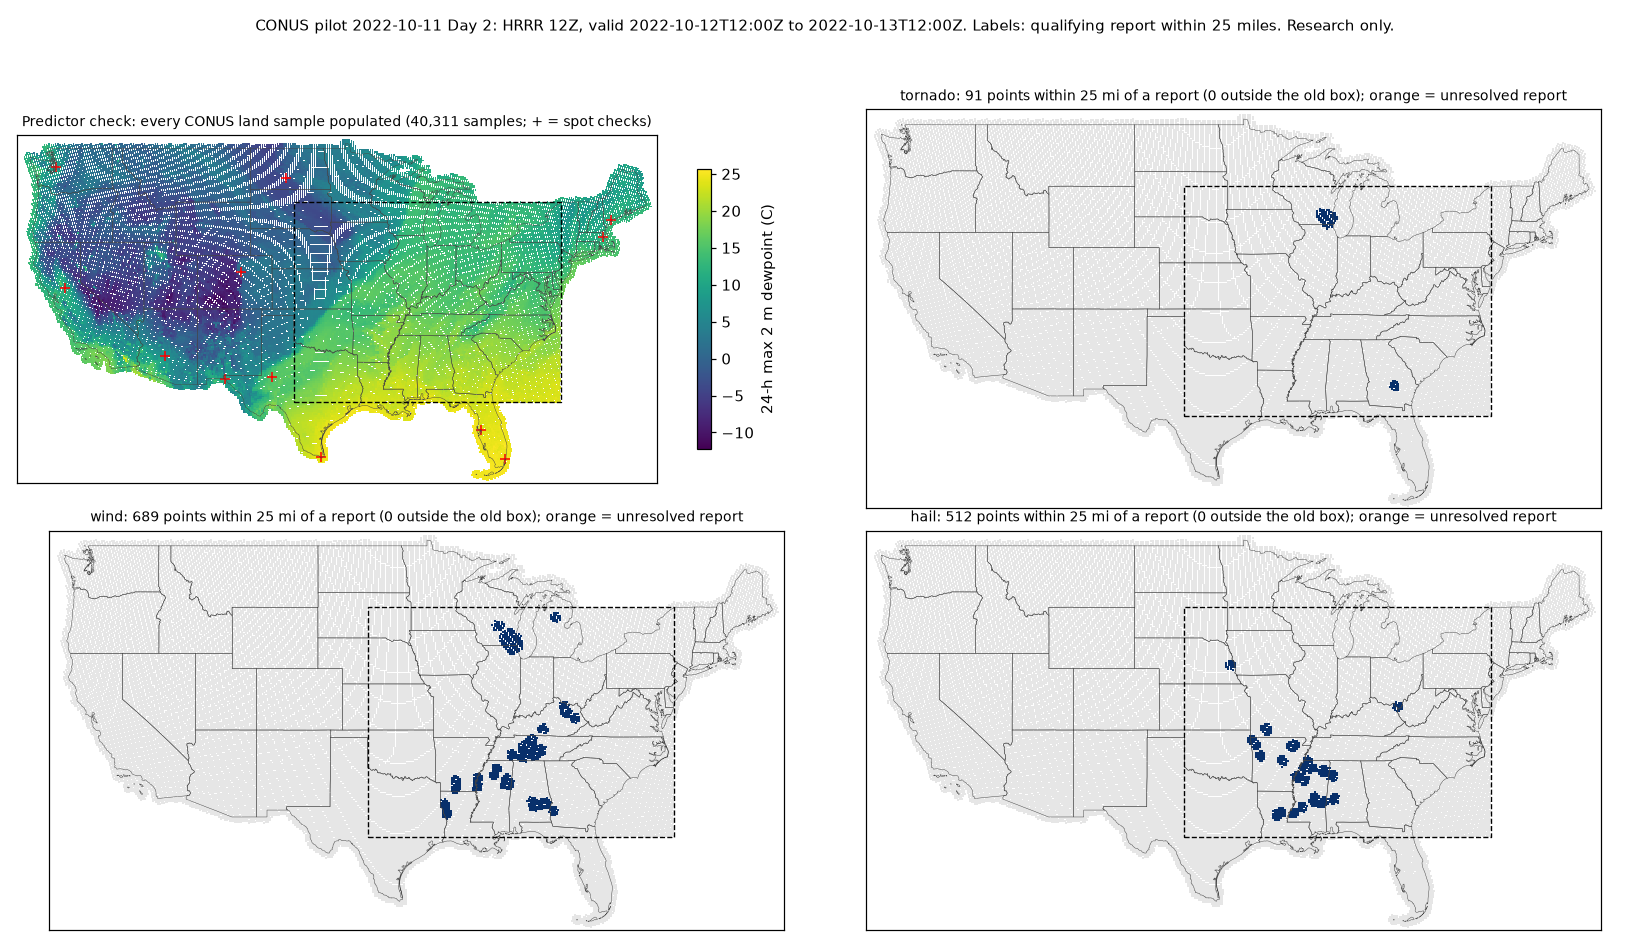 CONUS pilot 2022-10-11 Day 2: HRRR 12Z, valid 2022-10-12T12:00Z to 2022-10-13T12:00Z. Labels: qualifying report within 25 miles. Research only.
Predictor check: every CONUS land sample populated (40,311 samples; + = spot checks)
25
20
15
10
5
0
−5
−10
24-h max 2 m dewpoint (C)
tornado: 91 points within 25 mi of a report (0 outside the old box); orange = unresolved report
wind: 689 points within 25 mi of a report (0 outside the old box); orange = unresolved report
hail: 512 points within 25 mi of a report (0 outside the old box); orange = unresolved report